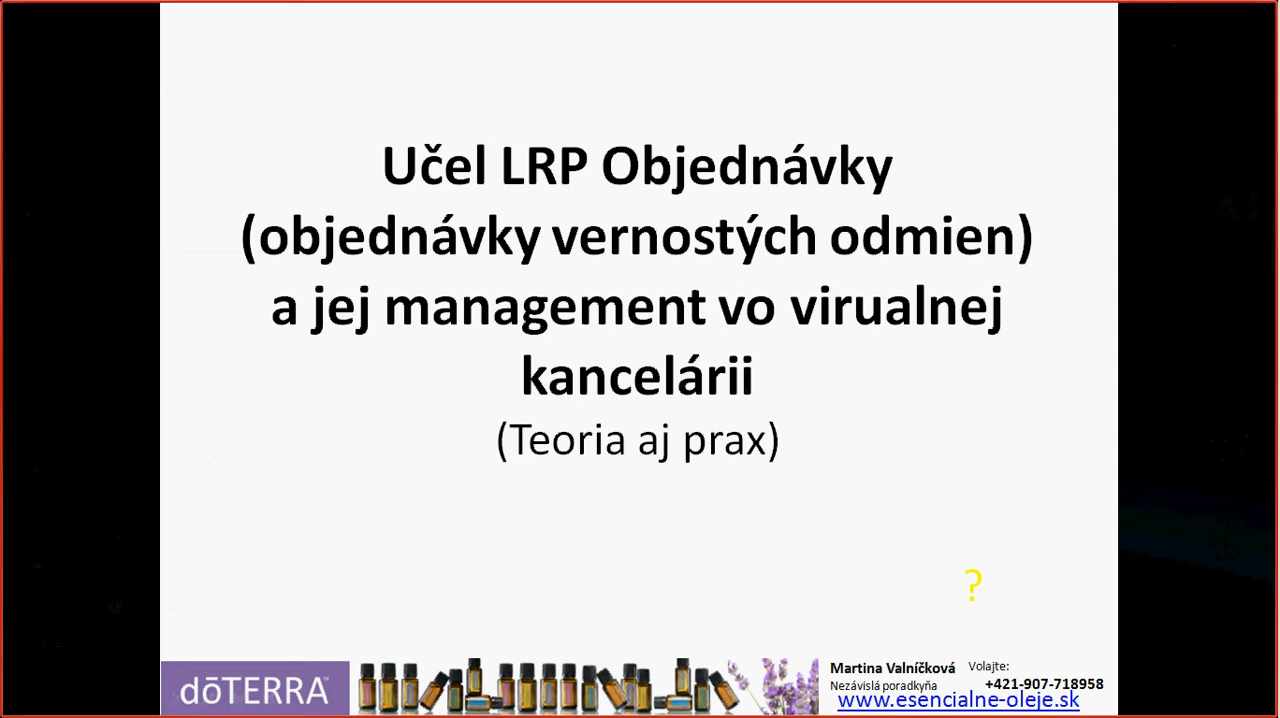 Učel LRP Objednávky
(objednávky vernostých odmien)
a jej management vo virualnej
kancelárii
(Teoria aj prax)
?
dōTERRA™
Martina Valníčková Volajte:
Nezávislá poradkyňa +421-907-718958
www.esencialne-oleje.sk